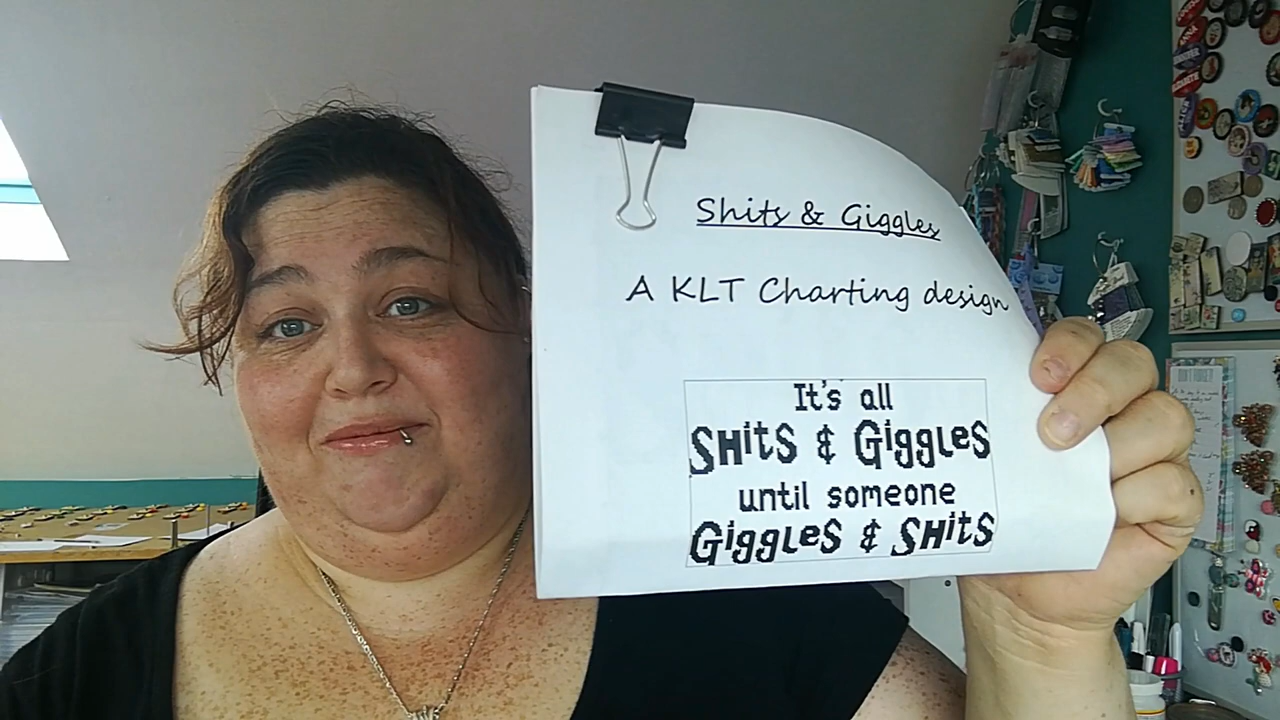 Shits & Giggles
A KLT Charting design
It's all
SHitS & GiggLeS
until someone
GiggLeS & SHitS